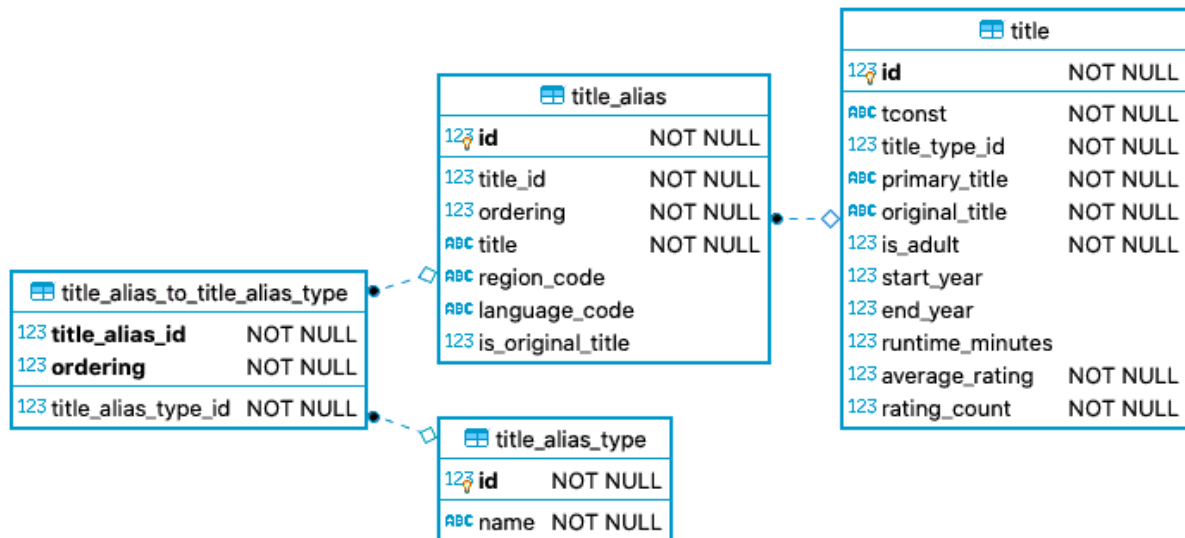 title
123 id NOT NULL
ABC tconst NOT NULL
123 title_type_id NOT NULL
ABC primary_title NOT NULL
ABC original_title NOT NULL
123 is_adult NOT NULL
123 start_year
123 end_year
123 runtime_minutes
123 average_rating NOT NULL
123 rating_count NOT NULL
title_alias
123 id NOT NULL
123 title_id NOT NULL
123 ordering NOT NULL
ABC title NOT NULL
ABC region_code
ABC language_code
123 is_original_title
title_alias_to_title_alias_type
123 title_alias_id NOT NULL
123 ordering NOT NULL
123 title_alias_type_id NOT NULL
title_alias_type
123 id NOT NULL
ABC name NOT NULL